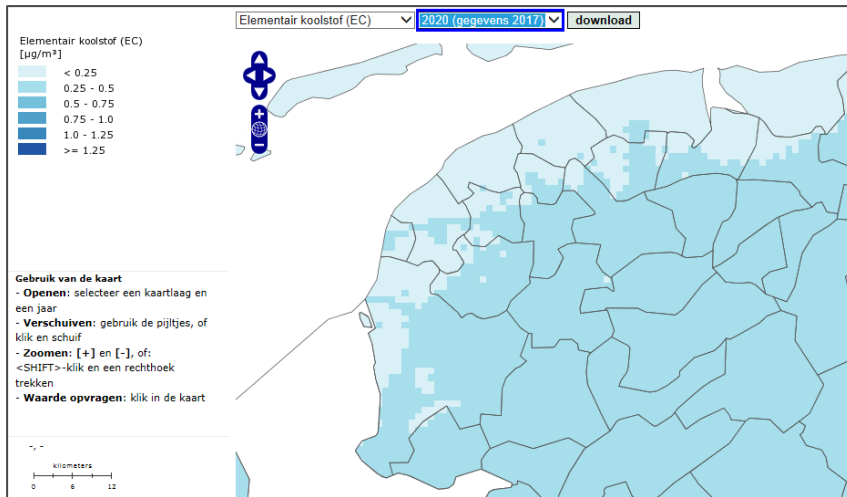 Elementair koolstof (EC) 2020 (gegevens 2017) download
Elementair koolstof (EC)
[µg/m³]
< 0.25
0.25 - 0.5
0.5 - 0.75
0.75 - 1.0
1.0 - 1.25
>= 1.25
Gebruik van de kaart
- Openen: selecteer een kaartlaag en
een jaar
- Verschuiven: gebruik de pijltjes, of
klik en schuif
- Zoomen: [+] en [-], of:
<SHIFT>-klik en een rechthoek
trekken
- Waarde opvragen: klik in de kaart
-, -
kilometers
0 6 12